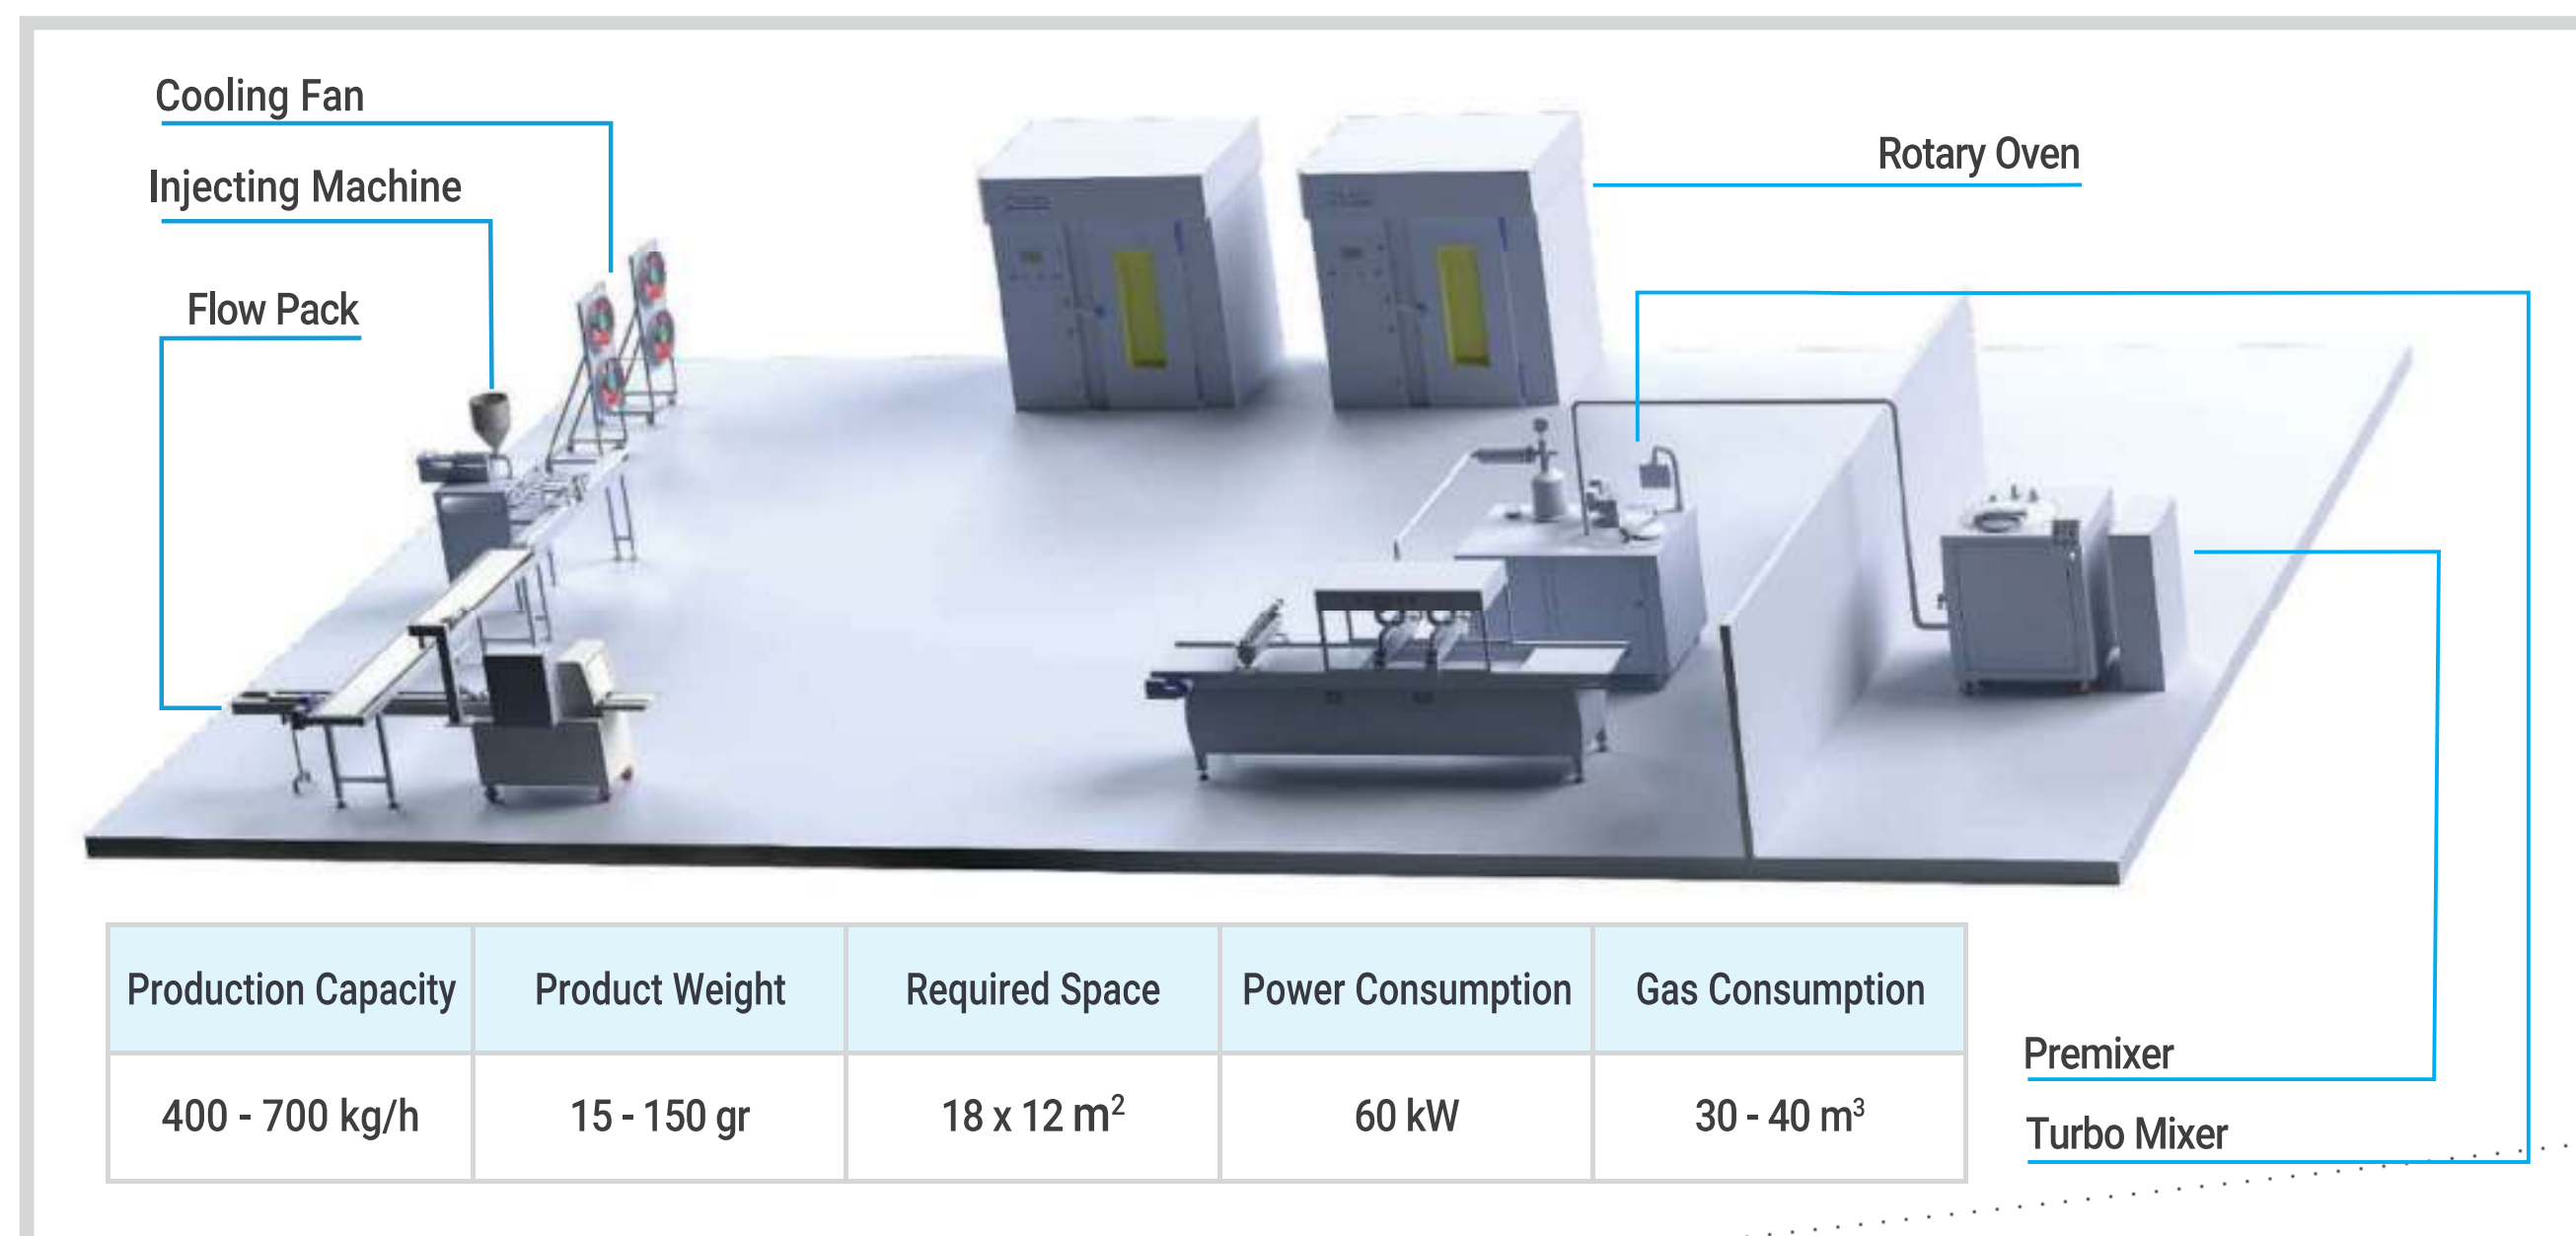 Cooling Fan
Injecting Machine
Flow Pack
Rotary Oven
Production Capacity Product Weight Required Space Power Consumption Gas Consumption
400 - 700 kg/h 15 - 150 gr 18 x 12 m² 60 kW 30 - 40 m³
Premixer
Turbo Mixer